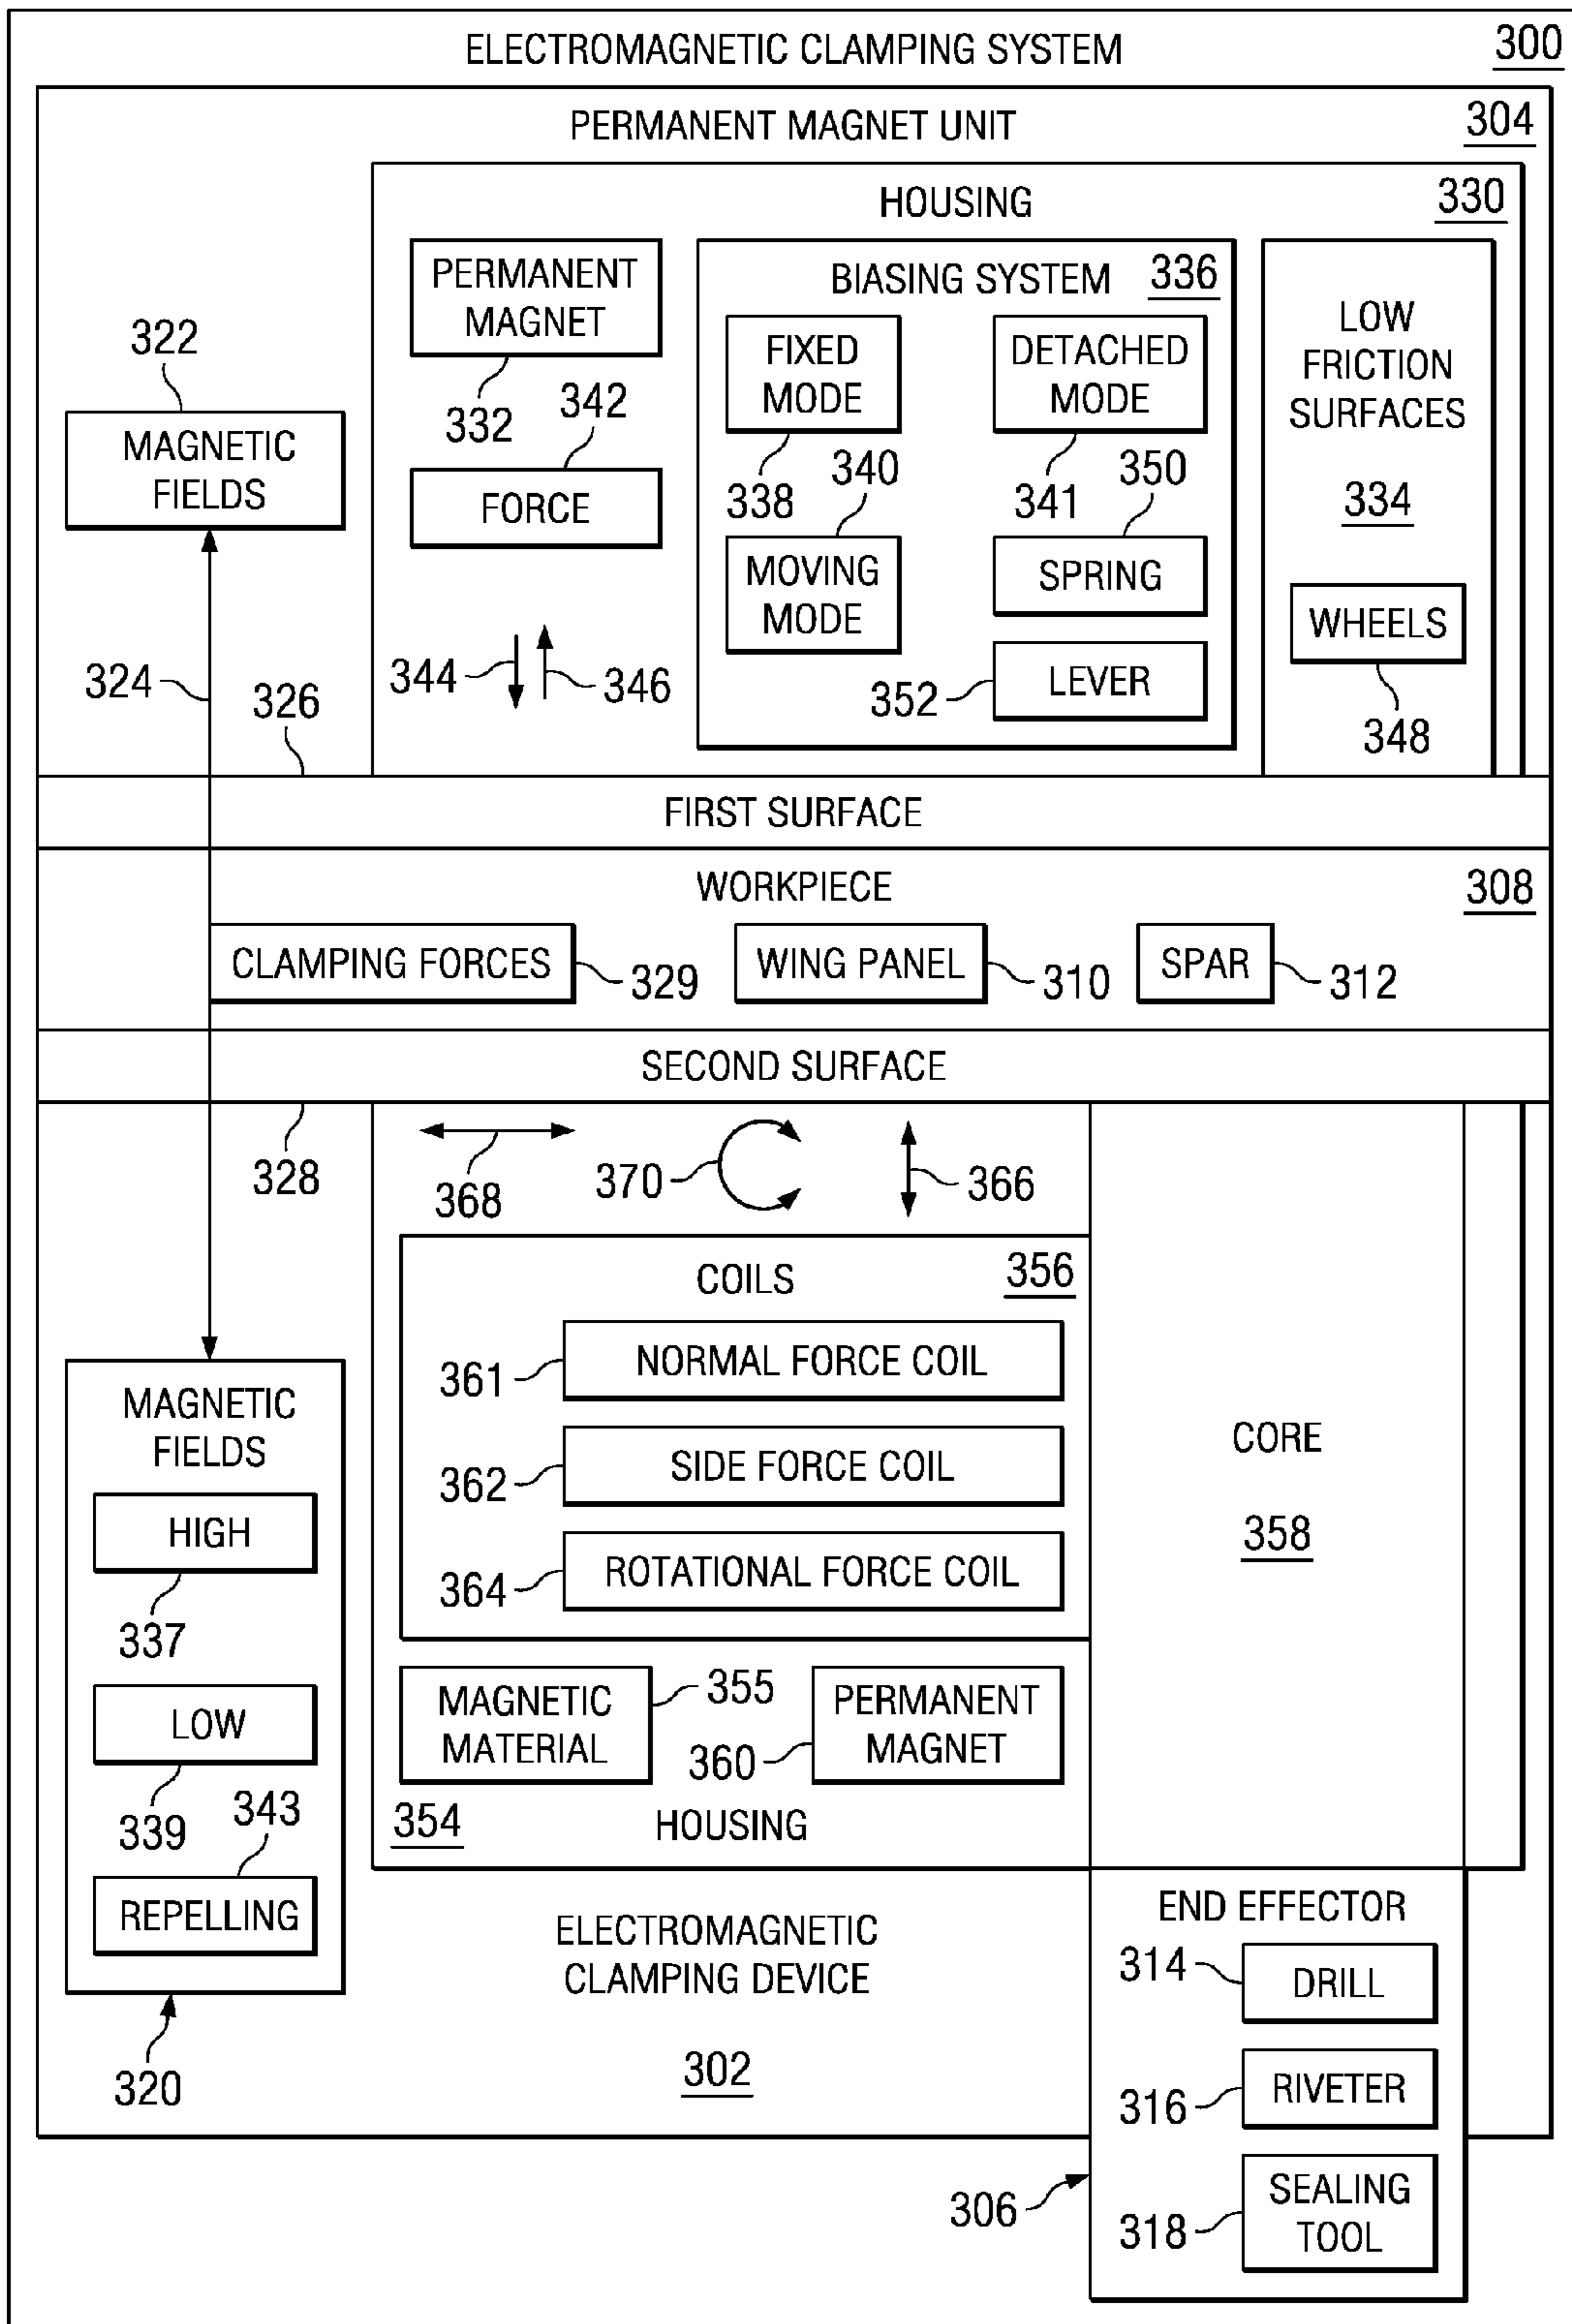 ELECTROMAGNETIC CLAMPING SYSTEM
300
PERMANENT MAGNET UNIT
304
HOUSING
330
PERMANENT
MAGNET
332
BIASING SYSTEM
336
LOW
FRICTION
SURFACES
334
322
MAGNETIC
FIELDS
342
FORCE
FIXED
MODE
338
DETACHED
MODE
341
340
MOVING
MODE
350
SPRING
352
LEVER
WHEELS
348
344
346
324
326
FIRST SURFACE
WORKPIECE
308
CLAMPING FORCES
329
WING PANEL
310
SPAR
312
SECOND SURFACE
328
368
370
366
COILS
356
361
NORMAL FORCE COIL
362
SIDE FORCE COIL
364
ROTATIONAL FORCE COIL
CORE
358
MAGNETIC
FIELDS
HIGH
337
LOW
339
343
REPELLING
320
MAGNETIC
MATERIAL
355
360
PERMANENT
MAGNET
354
HOUSING
ELECTROMAGNETIC
CLAMPING DEVICE
302
END EFFECTOR
314
DRILL
316
RIVETER
306
318
SEALING
TOOL